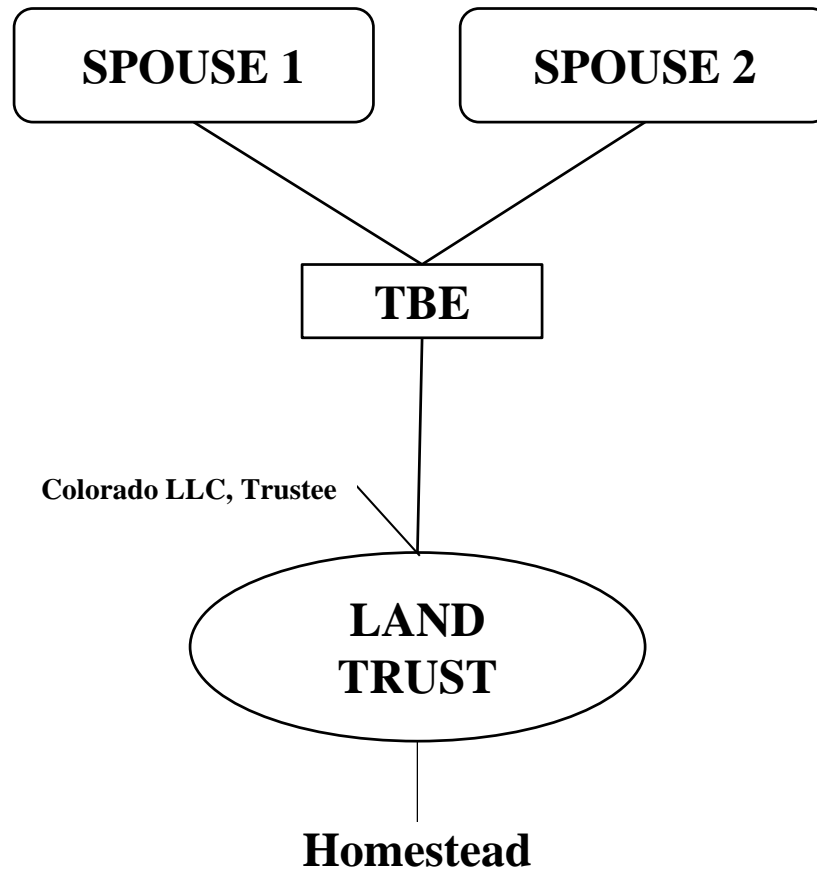 SPOUSE 1
SPOUSE 2
TBE
Colorado LLC, Trustee
LAND
TRUST
Homestead